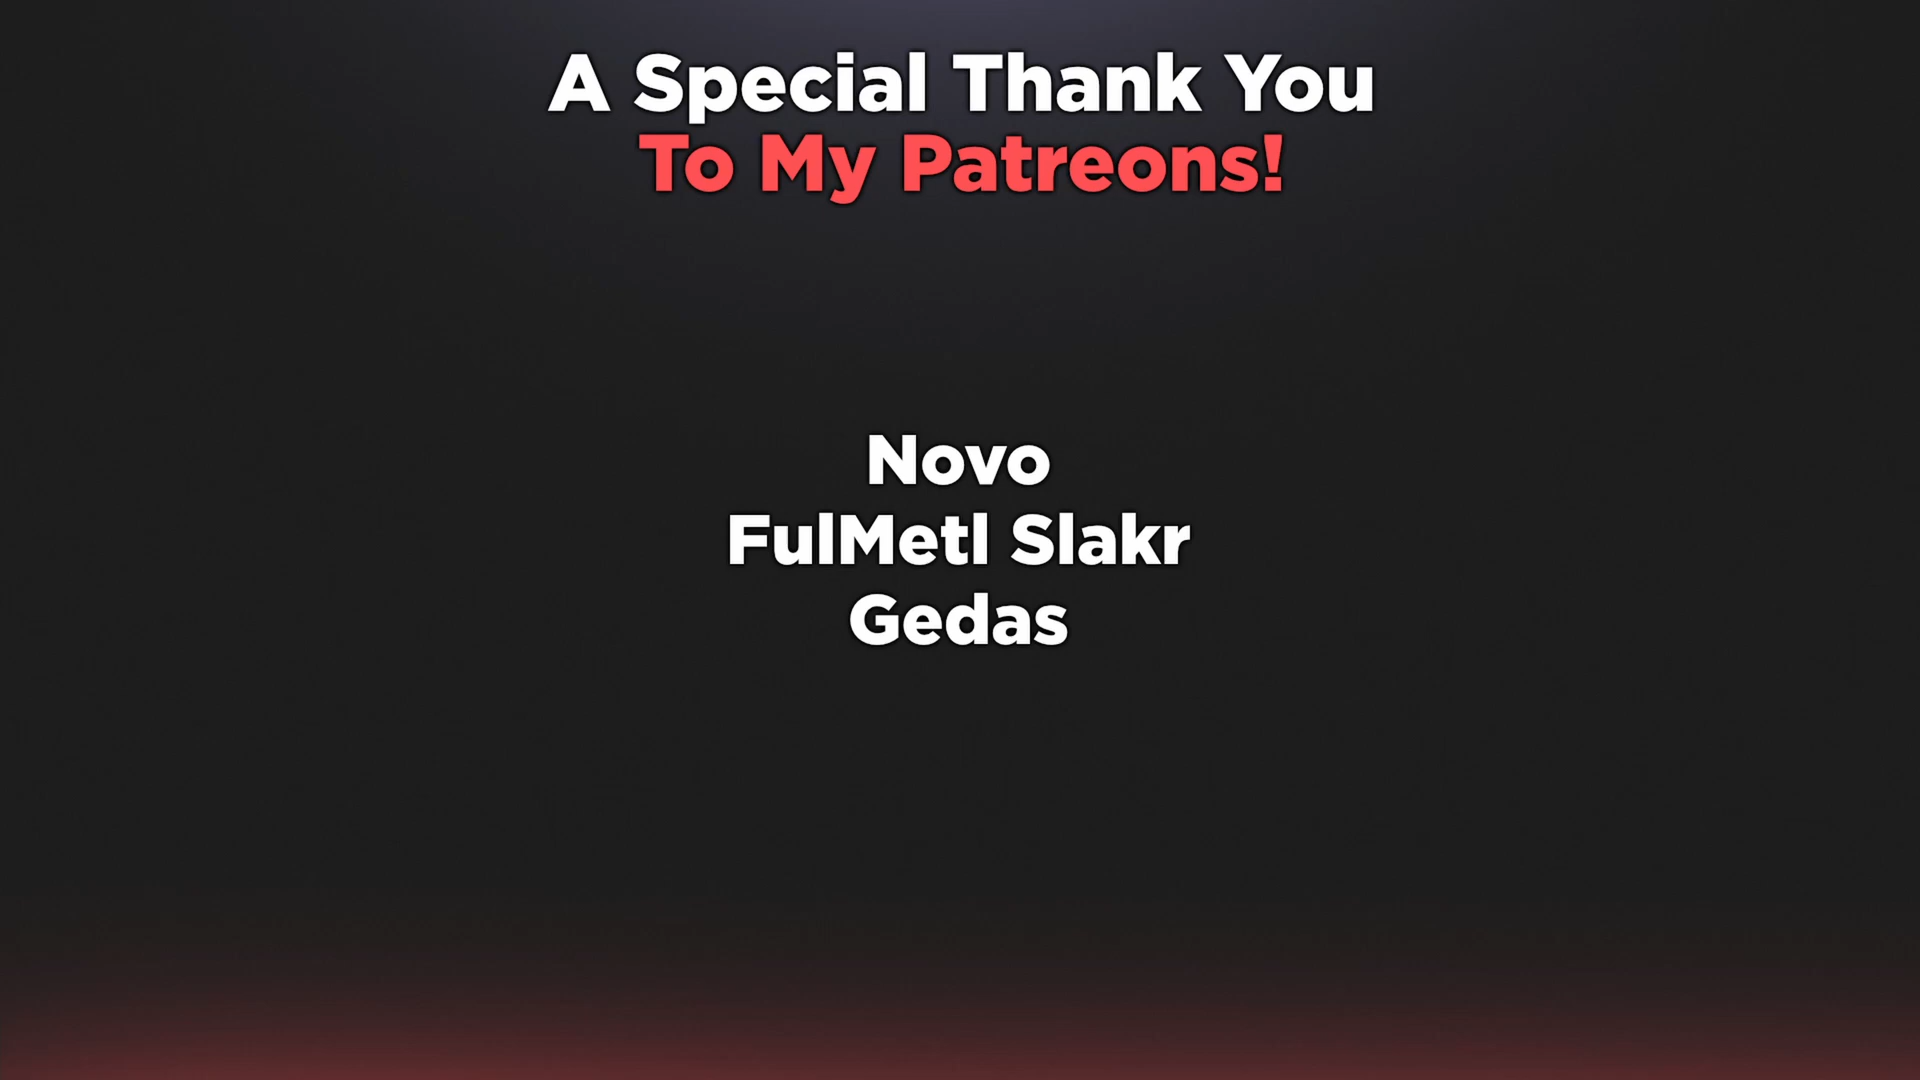 A Special Thank You
To My Patreons!
Novo
FulMetl Slakr
Gedas